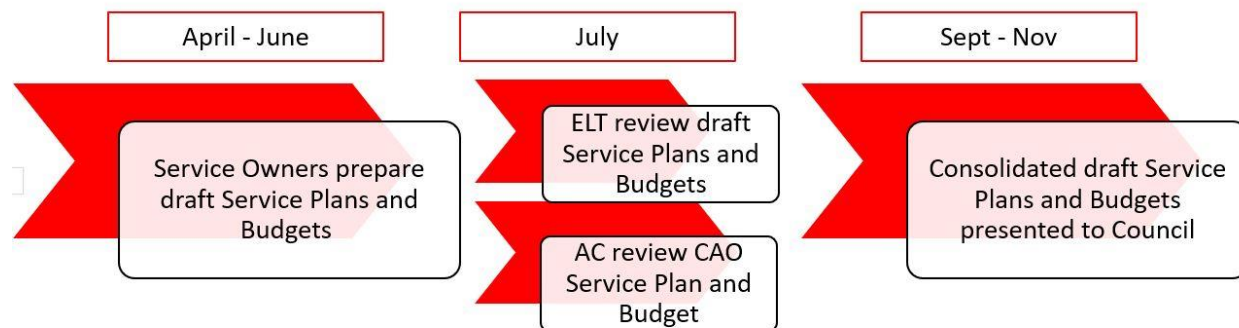 April - June
July
Sept - Nov
Service Owners prepare
draft Service Plans and
Budgets
ELT review draft
Service Plans and
Budgets
AC review CAO
Service Plan and
Budget
Consolidated draft Service
Plans and Budgets
presented to Council